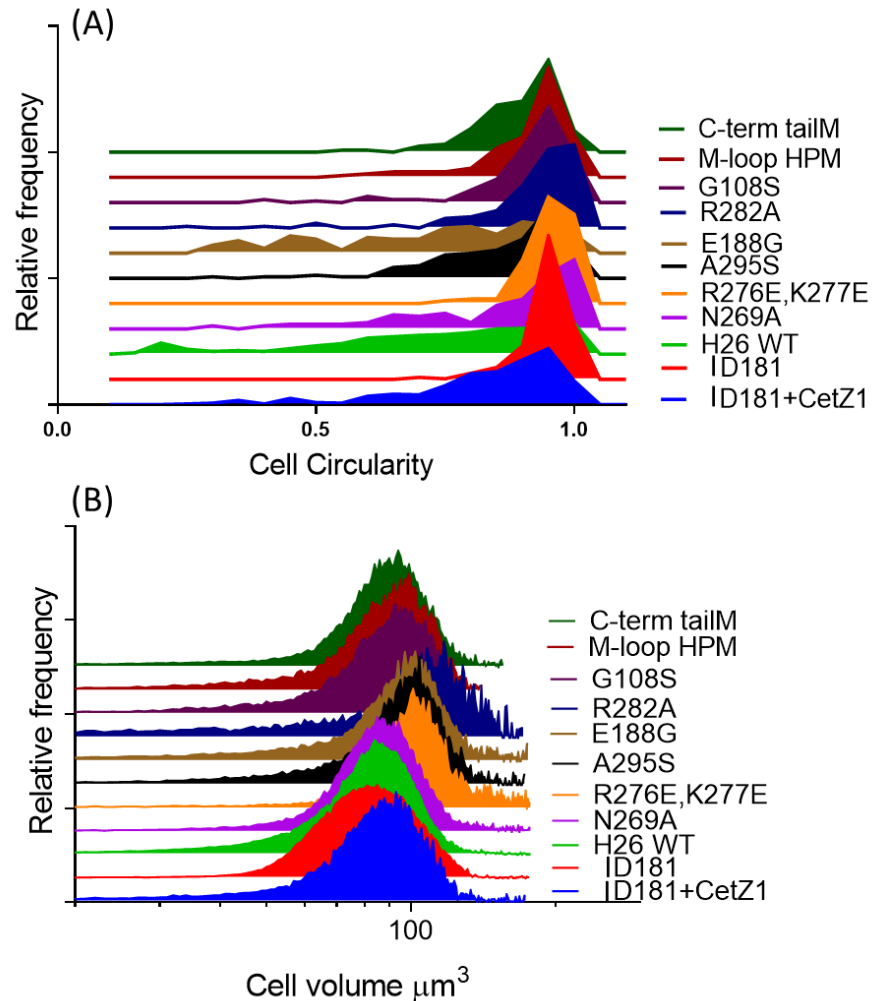 (A)
Relative frequency
C-term tailM
M-loop HPM
G108S
R282A
E188G
A295S
R276E,K277E
N269A
H26 WT
ID181
ID181+CetZ1
0.0
0.5
1.0
Cell Circularity
(B)
Relative frequency
C-term tailM
M-loop HPM
G108S
R282A
E188G
A295S
R276E,K277E
N269A
H26 WT
ID181
ID181+CetZ1
100
Cell volume μm³